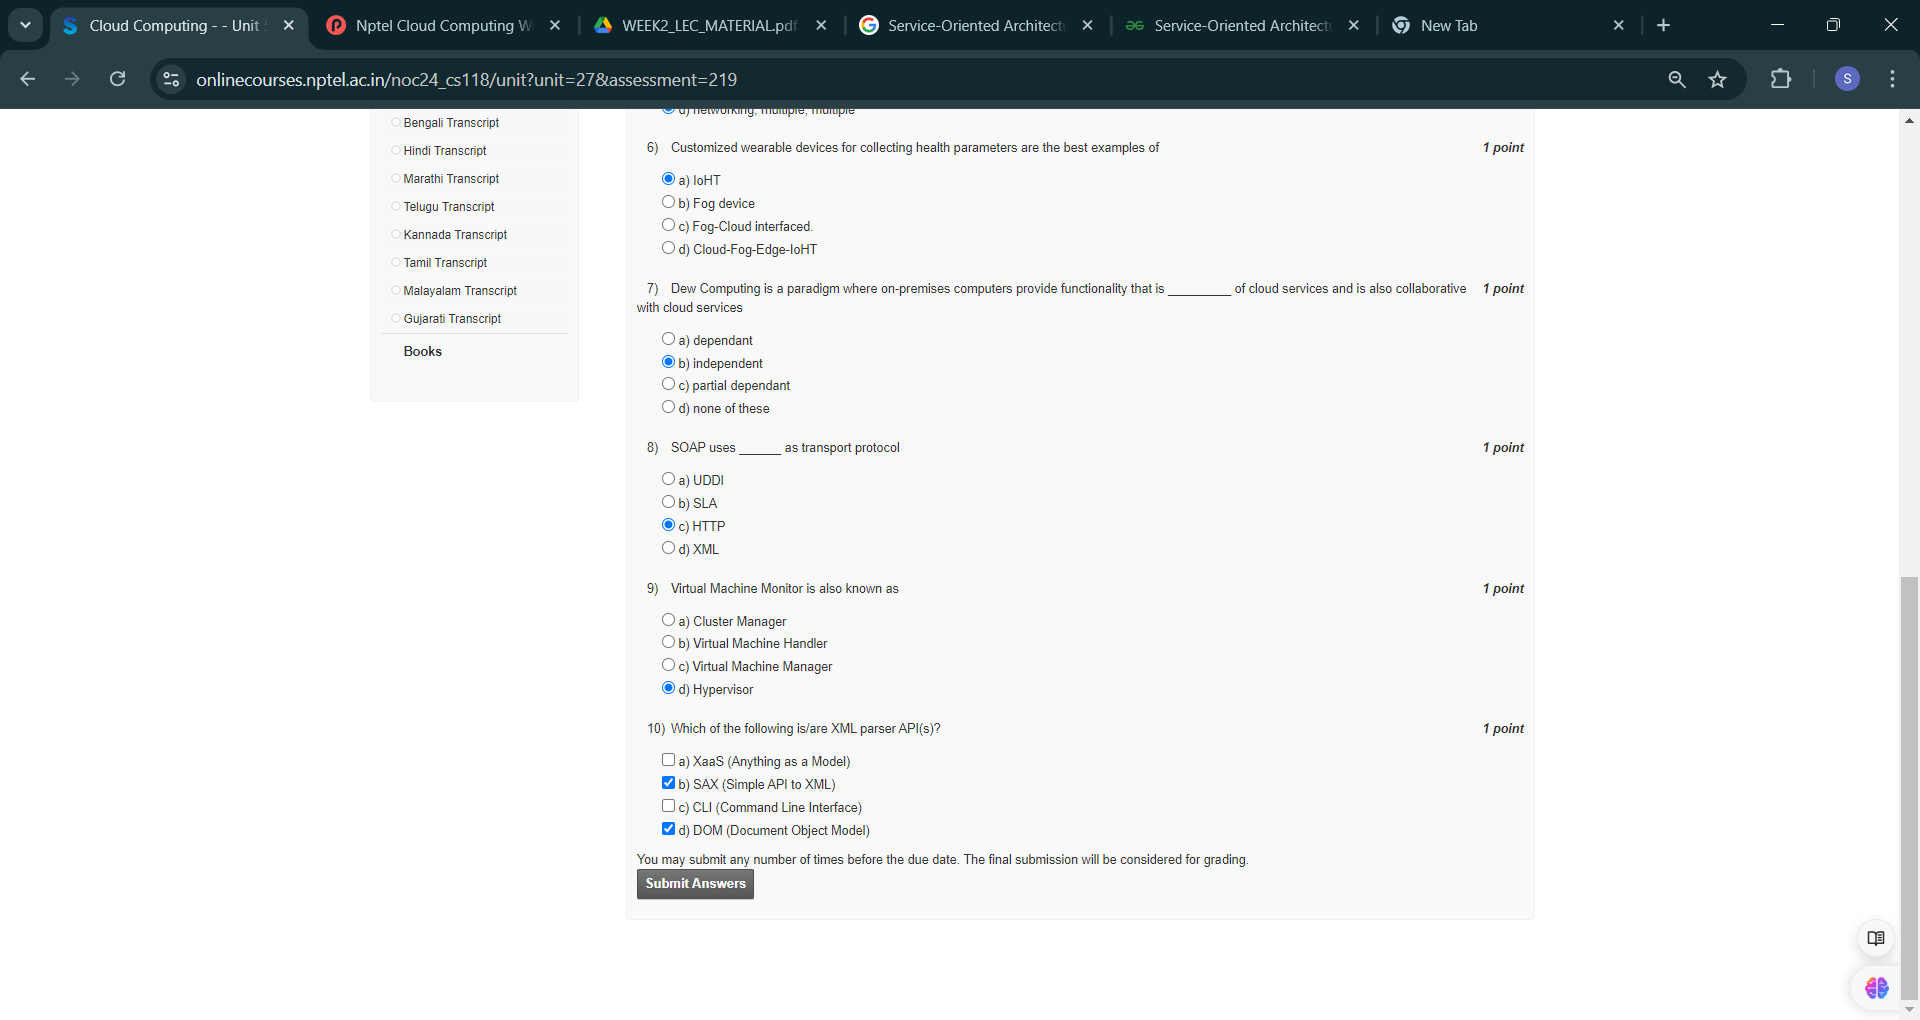 Cloud Computing - - Unit
Nptel Cloud Computing W
WEEK2_LEC_MATERIAL.pdf
Service-Oriented Architect
Service-Oriented Architect
New Tab
onlinecourses.nptel.ac.in/noc24_cs118/unit?unit=27&assessment=219
S
Bengali Transcript
Hindi Transcript
Marathi Transcript
Telugu Transcript
Kannada Transcript
Tamil Transcript
Malayalam Transcript
Gujarati Transcript
Books
d) networking, multiple, multiple
6) Customized wearable devices for collecting health parameters are the best examples of 1 point
a) IoHT
b) Fog device
c) Fog-Cloud interfaced.
d) Cloud-Fog-Edge-IoHT
7) Dew Computing is a paradigm where on-premises computers provide functionality that is _________ of cloud services and is also collaborative 1 point
with cloud services
a) dependant
b) independent
c) partial dependant
d) none of these
8) SOAP uses ______ as transport protocol 1 point
a) UDDI
b) SLA
c) HTTP
d) XML
9) Virtual Machine Monitor is also known as 1 point
a) Cluster Manager
b) Virtual Machine Handler
c) Virtual Machine Manager
d) Hypervisor
10) Which of the following is/are XML parser API(s)? 1 point
a) XaaS (Anything as a Model)
b) SAX (Simple API to XML)
c) CLI (Command Line Interface)
d) DOM (Document Object Model)
You may submit any number of times before the due date. The final submission will be considered for grading.
Submit Answers